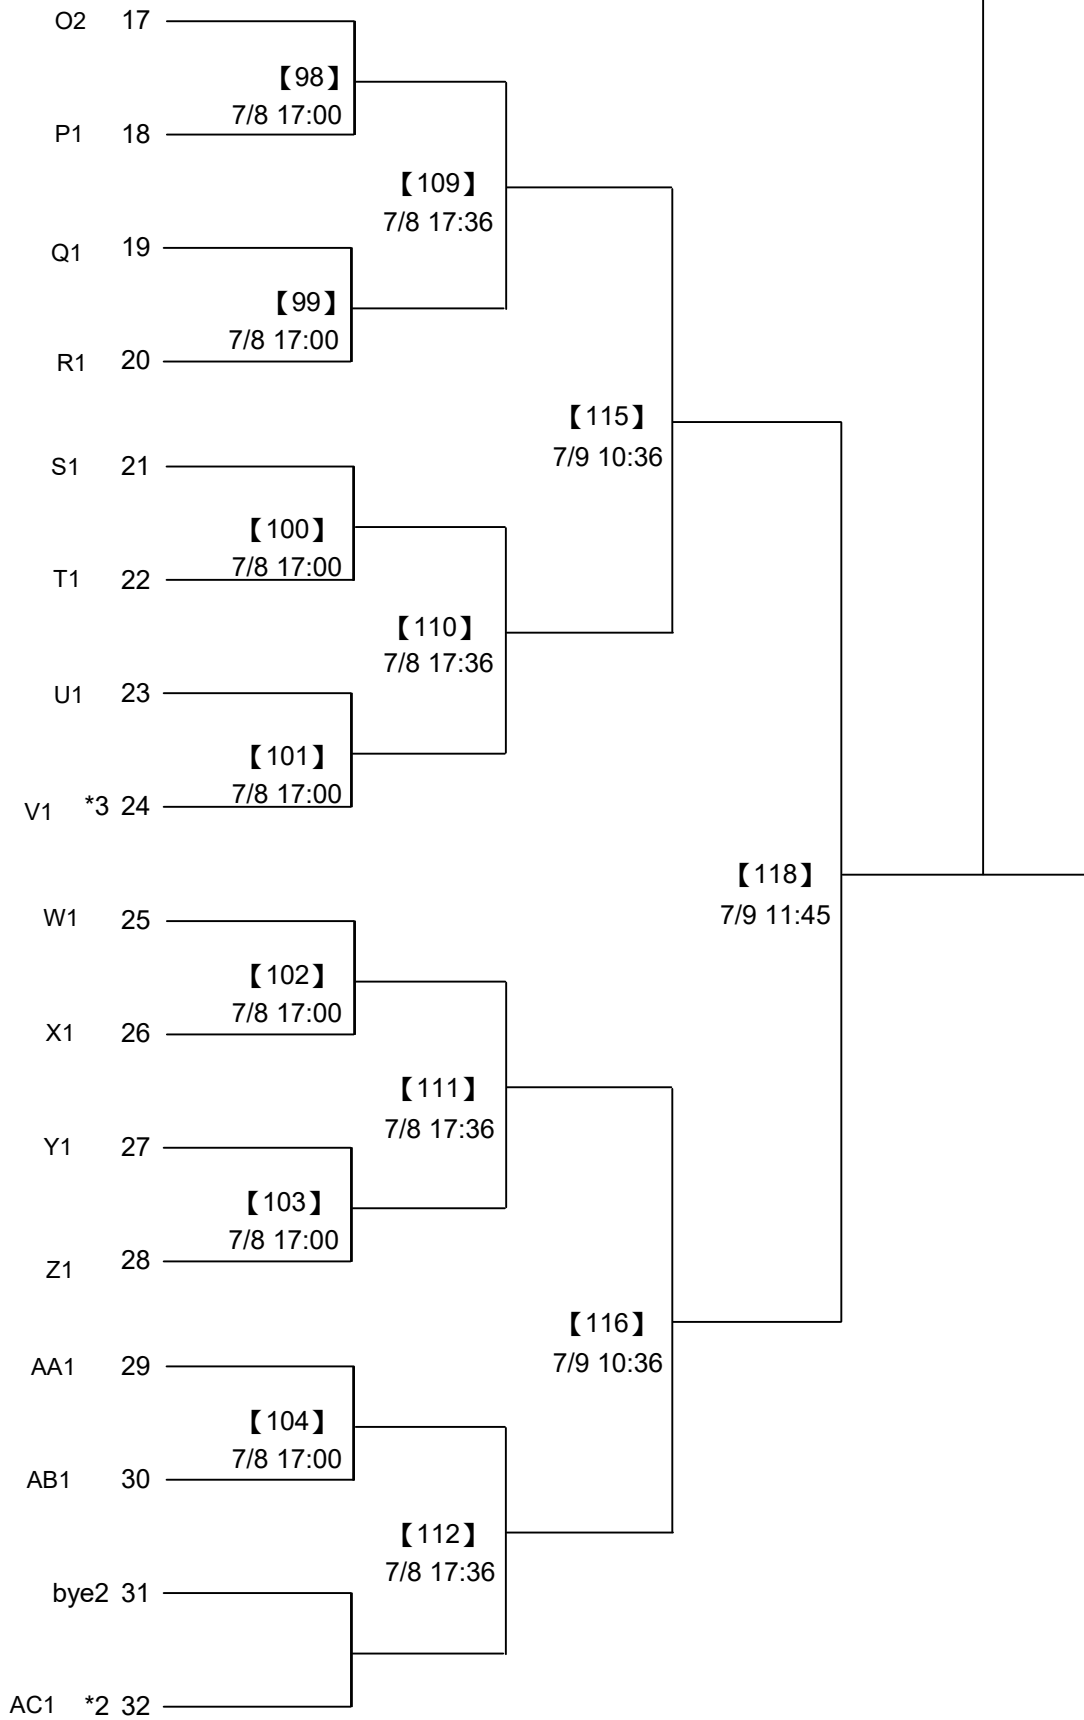 O2 17
【98】
7/8 17:00
P1 18
【109】
7/8 17:36
Q1 19
【99】
7/8 17:00
R1 20
【115】
7/9 10:36
S1 21
【100】
7/8 17:00
T1 22
【110】
7/8 17:36
U1 23
【101】
7/8 17:00
V1 *3 24
【118】
7/9 11:45
W1 25
【102】
7/8 17:00
X1 26
【111】
7/8 17:36
Y1 27
【103】
7/8 17:00
Z1 28
【116】
7/9 10:36
AA1 29
【104】
7/8 17:00
AB1 30
【112】
7/8 17:36
bye2 31
AC1 *2 32